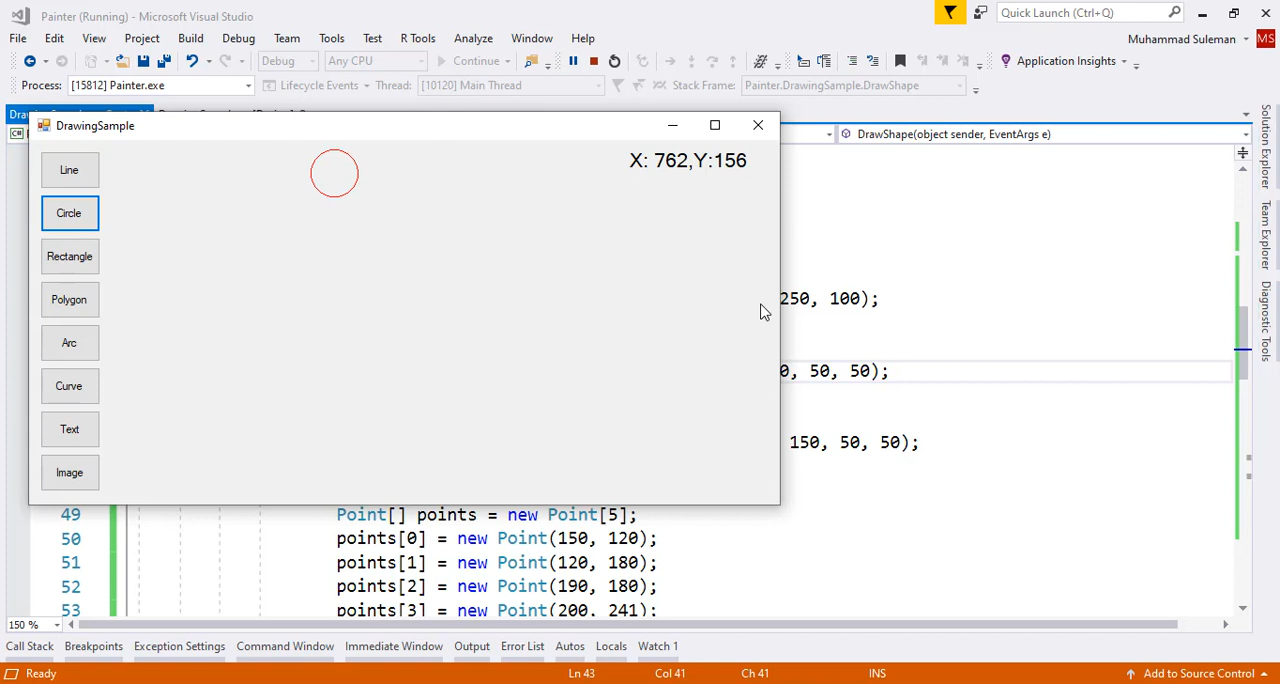 Painter (Running) - Microsoft Visual Studio
Quick Launch (Ctrl+Q)
File Edit View Project Build Debug Team Tools Test R Tools Analyze Window Help
Muhammad Suleman MS
Debug Any CPU Continue Application Insights
Process: [15812] Painter.exe Lifecycle Events Thread: [10120] Main Thread Stack Frame: Painter.DrawingSample.DrawShape
DrawShape(object sender, EventArgs e)
DrawingSample
X: 762,Y:156
Line
Circle
Rectangle
Polygon
Arc
Curve
Text
Image
250, 100);
0, 50, 50);
150, 50, 50);
49 Point[] points = new Point[5];
50 points[0] = new Point(150, 120);
51 points[1] = new Point(120, 180);
52 points[2] = new Point(190, 180);
53 points[3] = new Point(200, 241);
150 %
Call Stack Breakpoints Exception Settings Command Window Immediate Window Output Error List Autos Locals Watch 1
Ready Ln 43 Col 41 Ch 41 INS Add to Source Control
Solution Explorer
Team Explorer
Diagnostic Tools